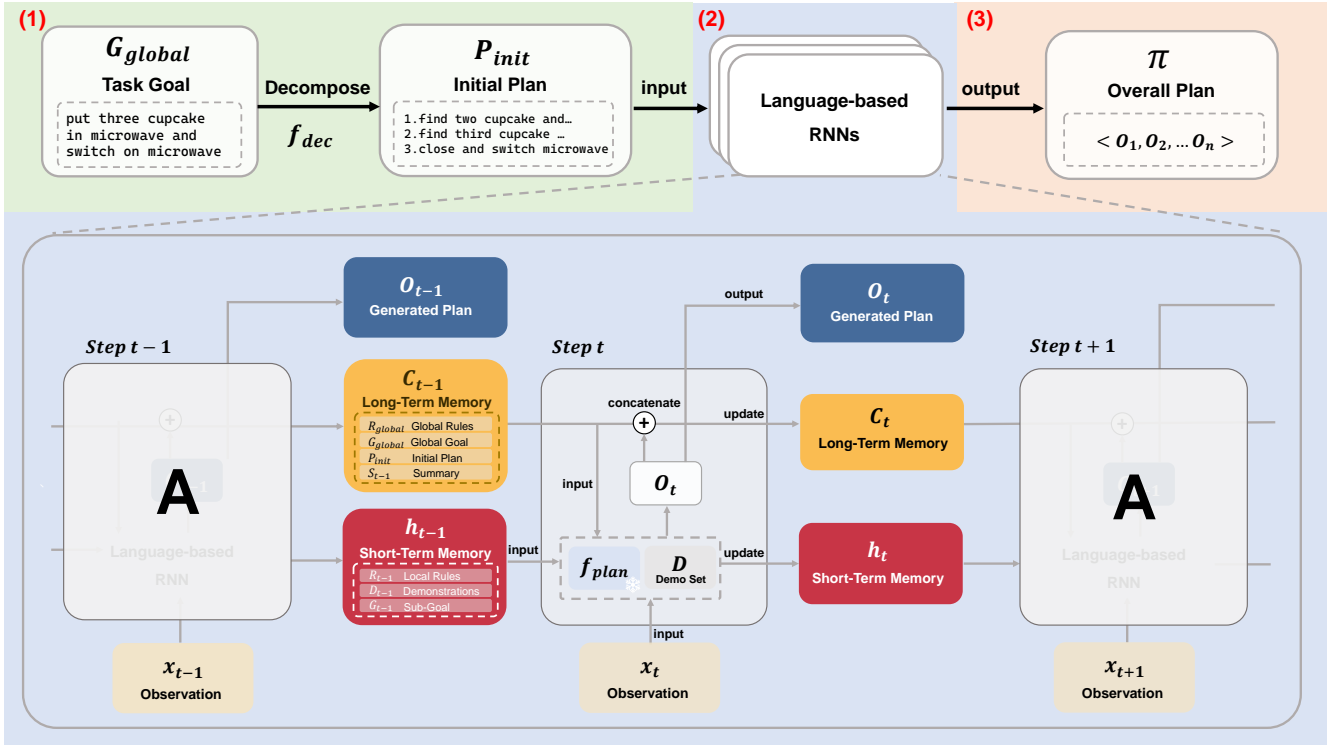 (1)
G_global
Task Goal
put three cupcake
in microwave and
switch on microwave
Decompose
f_dec
P_init
Initial Plan
1.find two cupcake and…
2.find third cupcake …
3.close and switch microwave
input
(2)
Language-based
RNNs
output
(3)
π
Overall Plan
< O_1, O_2, … O_n >
Step t − 1
A
Language-based
RNN
x_{t−1}
Observation
O_{t−1}
Generated Plan
C_{t−1}
Long-Term Memory
R_global Global Rules
G_global Global Goal
P_init Initial Plan
S_{t−1} Summary
h_{t−1}
Short-Term Memory
R_{t−1} Local Rules
D_{t−1} Demonstrations
G_{t−1} Sub-Goal
input
Step t
concatenate
+
O_t
input
f_plan
D
Demo Set
input
x_t
Observation
output
update
update
O_t
Generated Plan
C_t
Long-Term Memory
h_t
Short-Term Memory
Step t + 1
A
Language-based
RNN
x_{t+1}
Observation